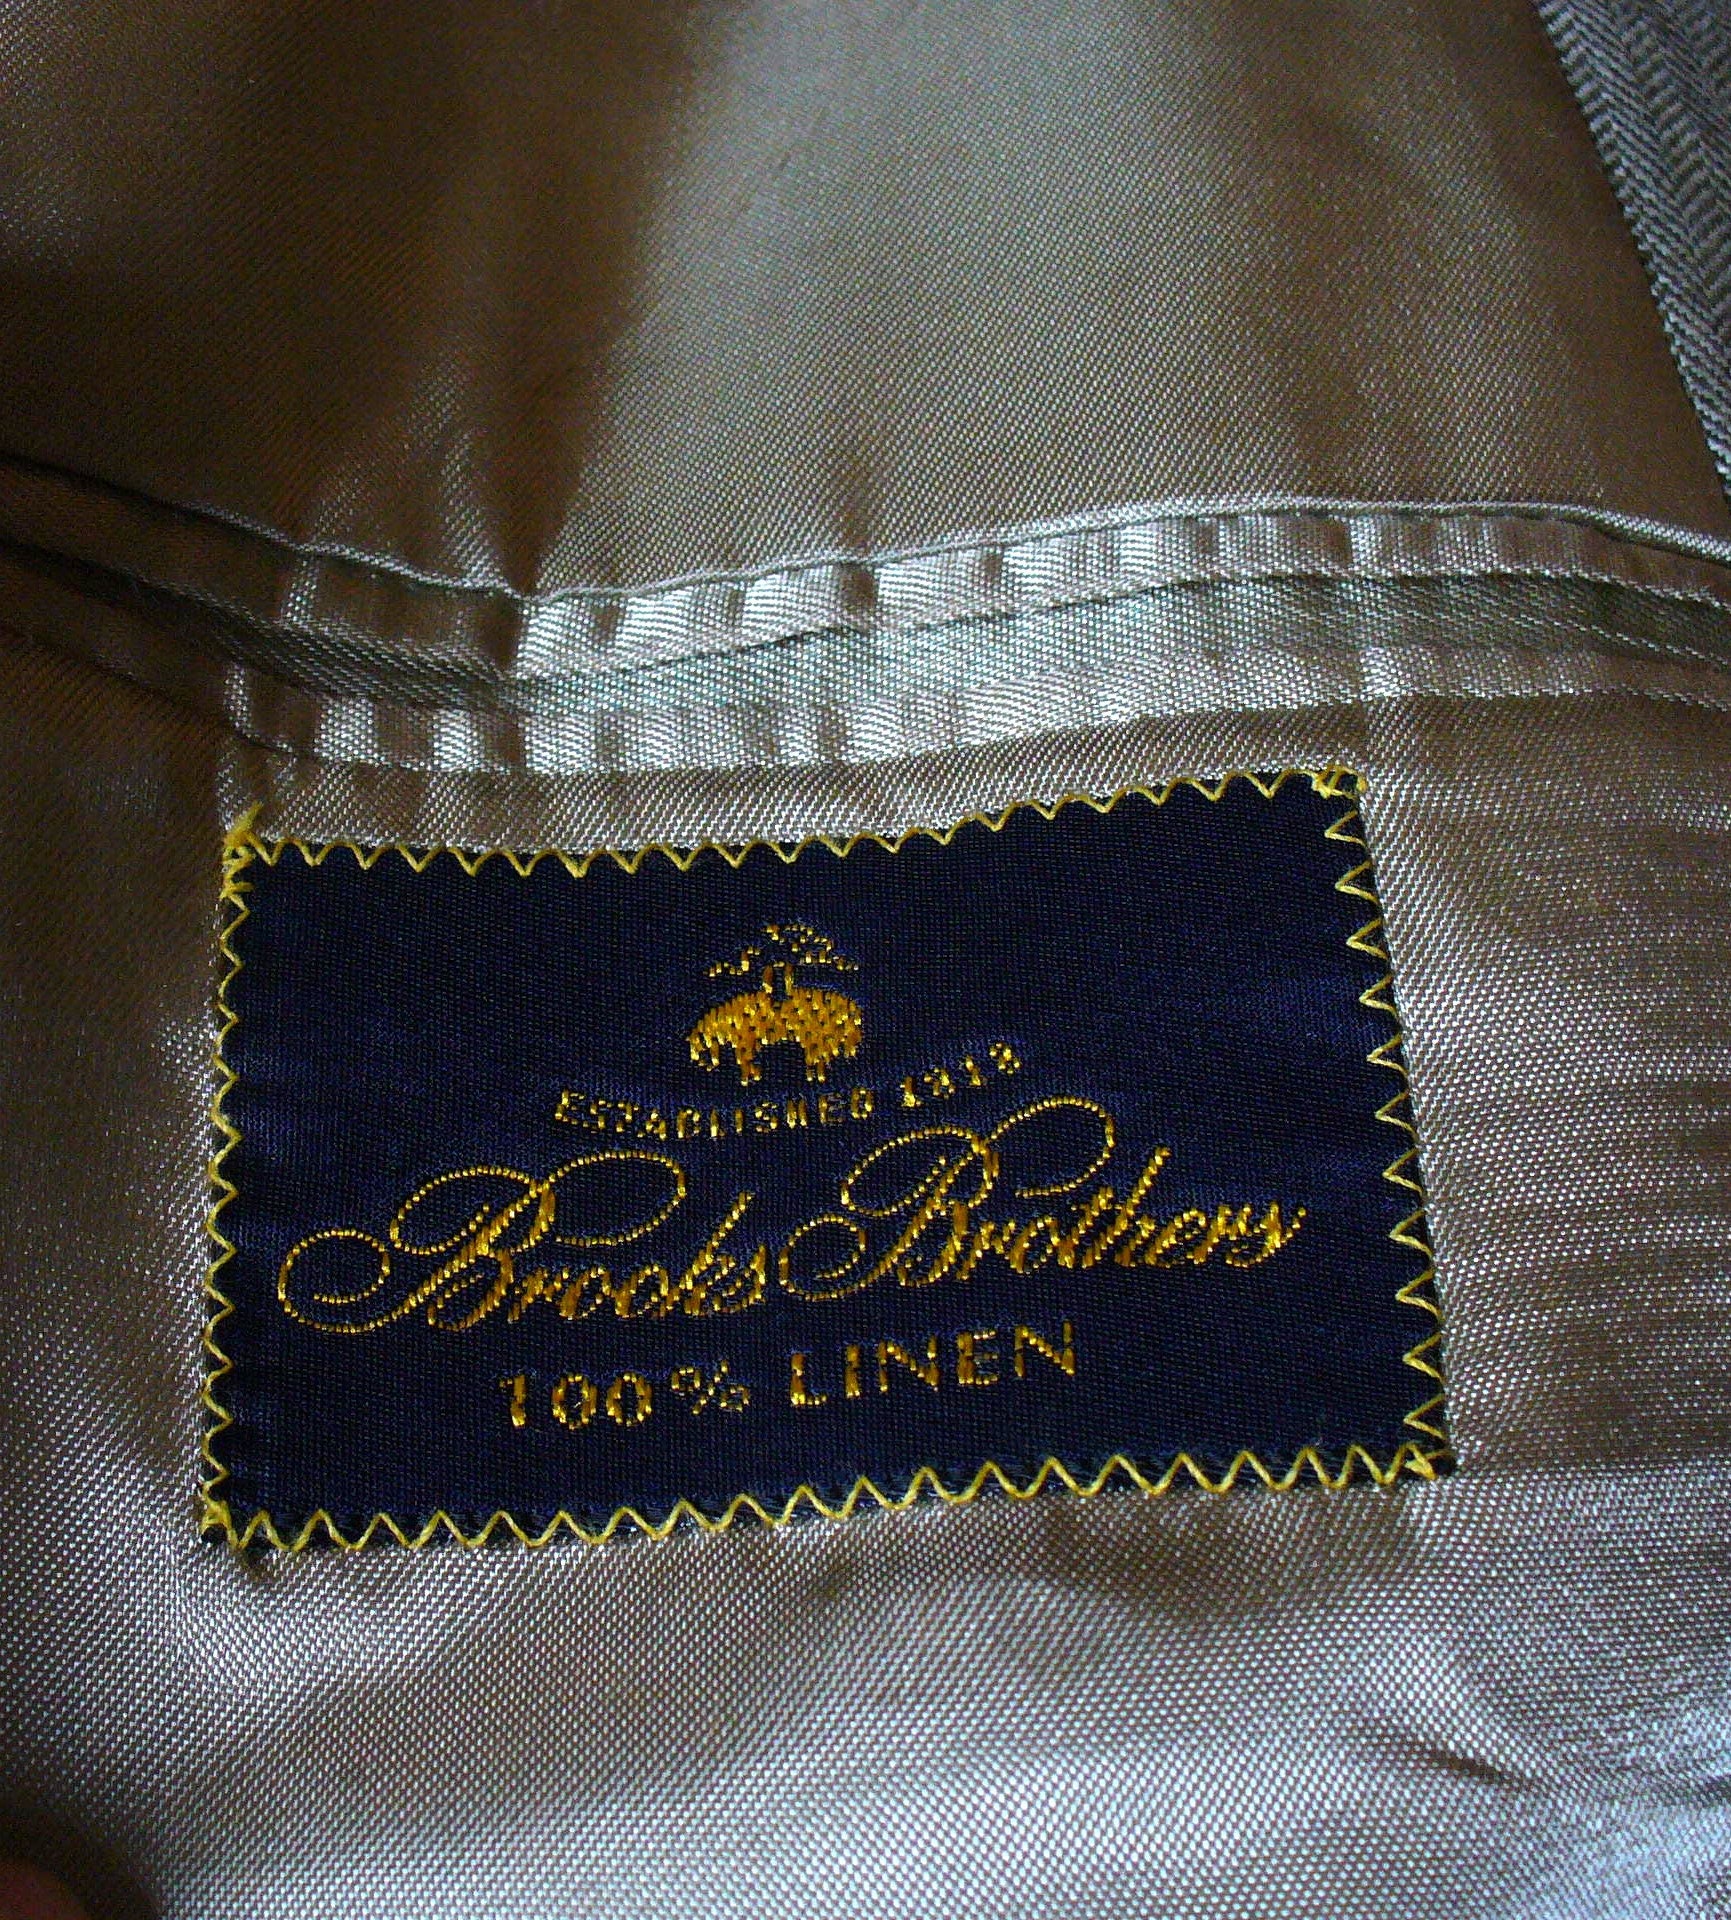 ESTABLISHED 1818
Brooks Brothers
100% LINEN